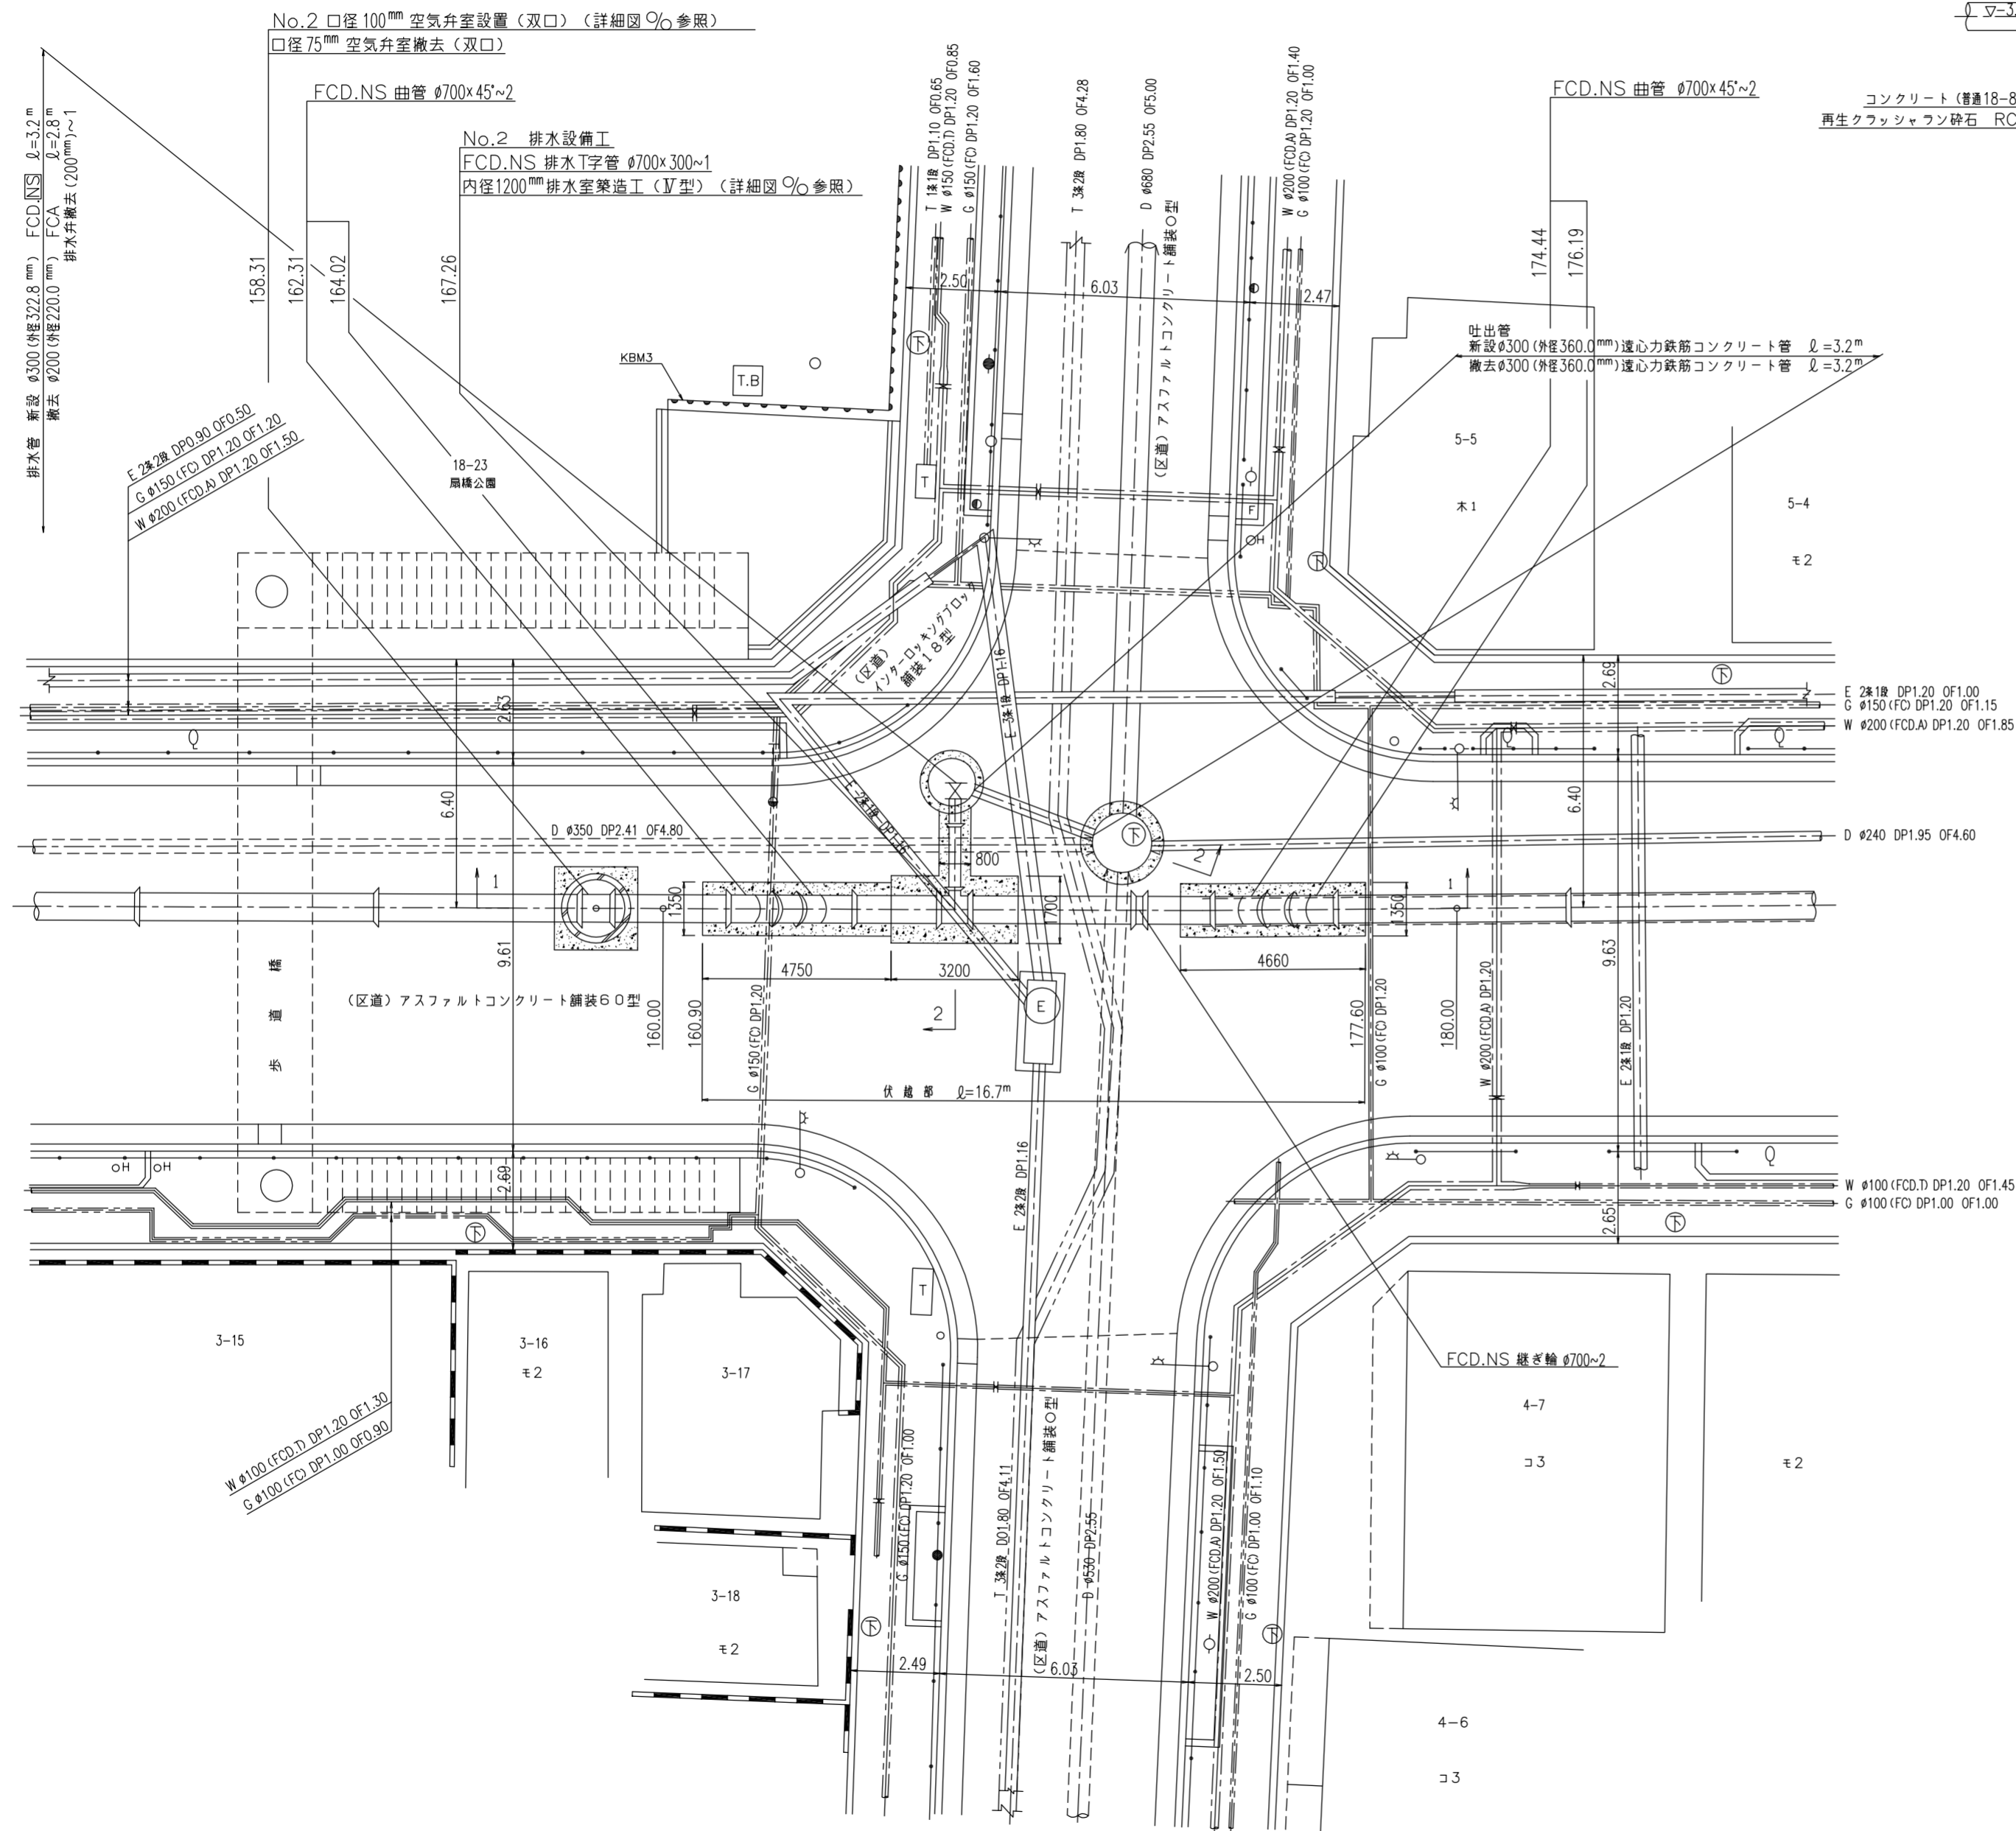 No.2 口径100mm 空気弁室設置(双口)(詳細図%参照)
口径75mm 空気弁室撤去(双口)
FCD.NS 曲管 φ700×45°~2
No.2 排水設備工
FCD.NS 排水T字管 φ700×300~1
内径1200mm排水室築造工(Ⅳ型)(詳細図%参照)
排水管 新設 φ300(外径322.8mm) FCD.NS ℓ=3.2m
撤去 φ200(外径220.0mm) FCA ℓ=2.8m
排水弁撤去(200mm)~1
158.31
162.31
164.02
167.26
T 1条1段 DP1.10 OF0.65
W φ150(FCD.T) DP1.20 OF0.85
G φ150(FC) DP1.20 OF1.60
T 3条2段 DP1.80 OF4.28
D φ680 DP2.55 OF5.00
(区道)アスファルトコンクリート舗装〇型
W φ200(FCD.A) DP1.20 OF1.40
G φ100(FC) DP1.20 OF1.00
FCD.NS 曲管 φ700×45°~2
174.44
176.19
▽-3
コンクリート(普通18-8
再生クラッシャラン砕石 RC
2.50
6.03
2.47
吐出管
新設φ300(外径360.0mm)遠心力鉄筋コンクリート管 ℓ=3.2m
撤去φ300(外径360.0mm)遠心力鉄筋コンクリート管 ℓ=3.2m
KBM3
T.B
下
E 2条2段 DP0.90 OF0.50
G φ150(FC) DP1.20 OF1.20
W φ200(FCD.A) DP1.20 OF1.50
18-23
扇橋公園
T
F
H
下
5-5
木1
5-4
モ2
(区道)
インターロッキングブロック
舗装18型
E 3条1段 DP1.16
2.63
2.69
下
E 2条1段 DP1.20 OF1.00
G φ150(FC) DP1.20 OF1.15
W φ200(FCD.A) DP1.20 OF1.85
6.40
6.40
E 2条1段 DP1.16
D φ350 DP2.41 OF4.80
800
下
2
D φ240 DP1.95 OF4.60
1
1350
1700
1350
1
9.61
4750
3200
4660
9.63
歩道橋
(区道)アスファルトコンクリート舗装60型
160.00
160.90
G φ150(FC) DP1.20
2
E
177.60
G φ100(FC) DP1.20
180.00
W φ200(FCD.A) DP1.20
E 2条1段 DP1.20
伏越部 ℓ=16.7m
H
H
2.69
E 2条2段 DP1.16
W φ100(FCD.T) DP1.20 OF1.45
G φ100(FC) DP1.00 OF1.00
2.65
下
下
T
3-15
3-16
モ2
3-17
FCD.NS 継ぎ輪 φ700~2
4-7
コ3
モ2
W φ100(FCD.T) DP1.20 OF1.30
G φ100(FC) DP1.00 OF0.90
G φ150(FC) DP1.20 OF1.00
T 3条2段 DO1.80 OF4.11
(区道)アスファルトコンクリート舗装〇型
D φ530 DP2.55
W φ200(FCD.A) DP1.20 OF1.50
G φ100(FC) DP1.00 OF1.10
3-18
モ2
下
下
2.49
6.03
2.50
4-6
コ3